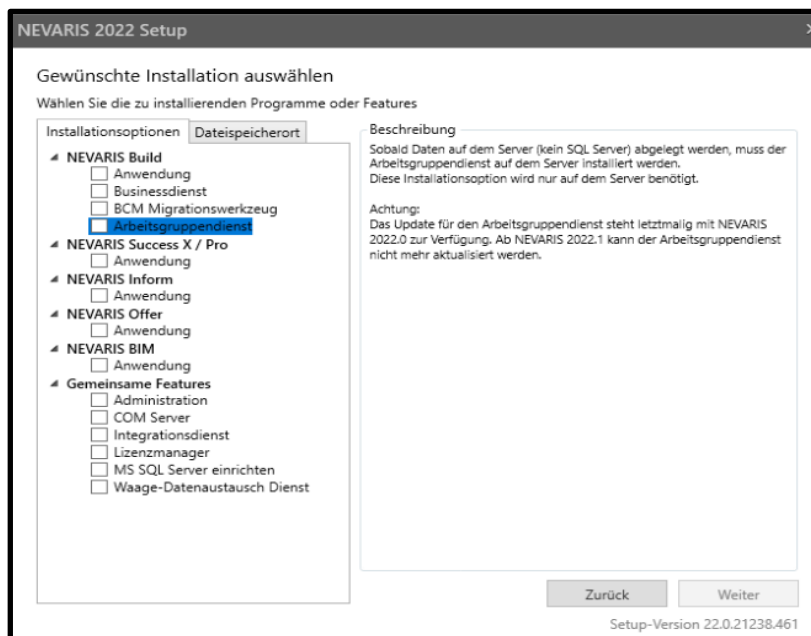 NEVARIS 2022 Setup
Gewünschte Installation auswählen
Wählen Sie die zu installierenden Programme oder Features
Installationsoptionen
Dateispeicherort
NEVARIS Build
Anwendung
Businessdienst
BCM Migrationswerkzeug
Arbeitsgruppendienst
NEVARIS Success X / Pro
Anwendung
NEVARIS Inform
Anwendung
NEVARIS Offer
Anwendung
NEVARIS BIM
Anwendung
Gemeinsame Features
Administration
COM Server
Integrationsdienst
Lizenzmanager
MS SQL Server einrichten
Waage-Datenaustausch Dienst
Beschreibung
Sobald Daten auf dem Server (kein SQL Server) abgelegt werden, muss der
Arbeitsgruppendienst auf dem Server installiert werden.
Diese Installationsoption wird nur auf dem Server benötigt.
Achtung:
Das Update für den Arbeitsgruppendienst steht letztmalig mit NEVARIS
2022.0 zur Verfügung. Ab NEVARIS 2022.1 kann der Arbeitsgruppendienst
nicht mehr aktualisiert werden.
Zurück
Weiter
Setup-Version 22.0.21238.461